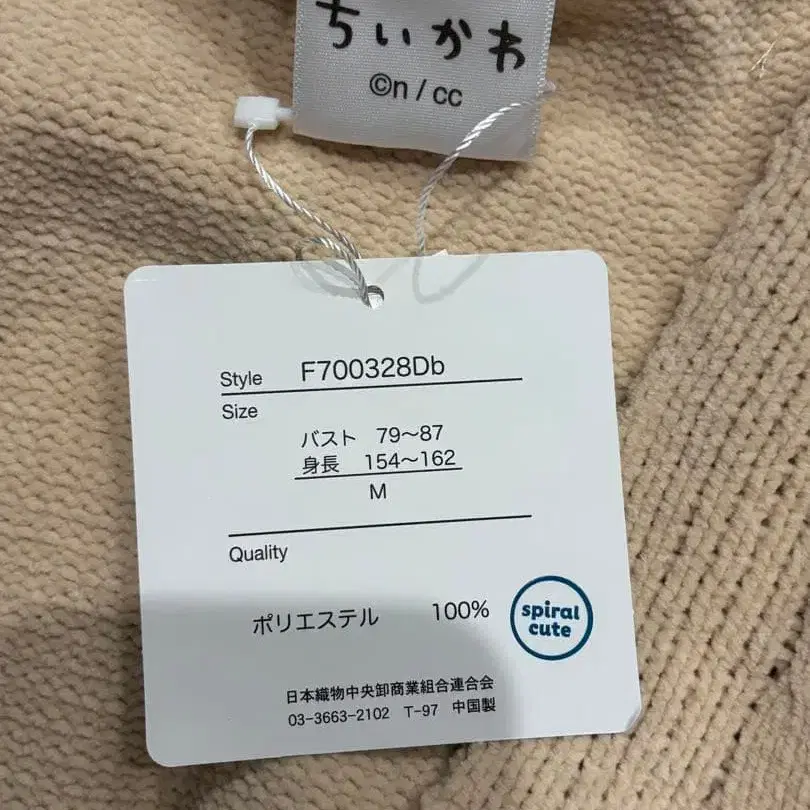 ちいかわ
©n / cc
Style F700328Db
Size
バスト 79～87
身長 154～162
M
Quality
ポリエステル 100%
spiral
cute
日本織物中央卸商業組合連合会
03-3663-2102 T-97 中国製